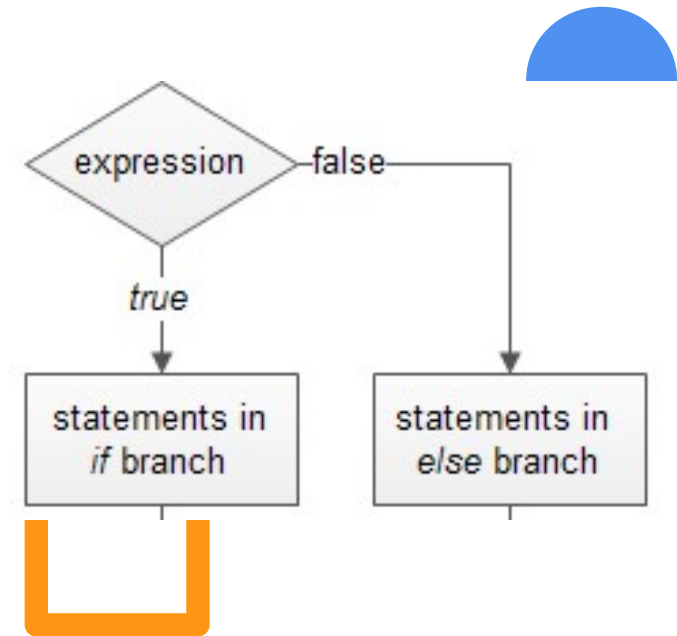 expression
false
true
statements in
if branch
statements in
else branch